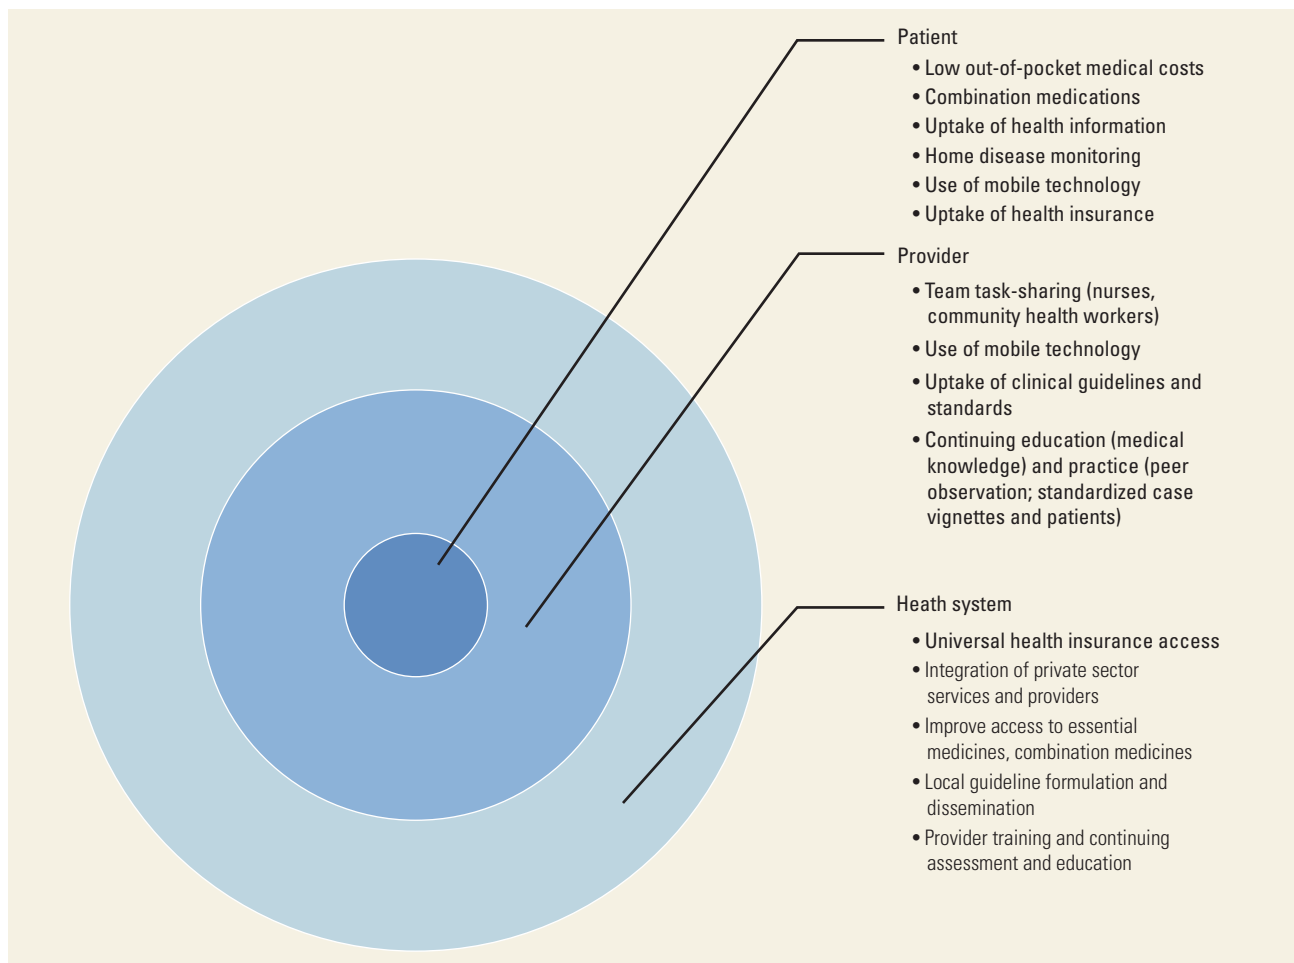 Patient
• Low out-of-pocket medical costs
• Combination medications
• Uptake of health information
• Home disease monitoring
• Use of mobile technology
• Uptake of health insurance
Provider
• Team task-sharing (nurses,
community health workers)
• Use of mobile technology
• Uptake of clinical guidelines and
standards
• Continuing education (medical
knowledge) and practice (peer
observation; standardized case
vignettes and patients)
Heath system
• Universal health insurance access
• Integration of private sector
services and providers
• Improve access to essential
medicines, combination medicines
• Local guideline formulation and
dissemination
• Provider training and continuing
assessment and education